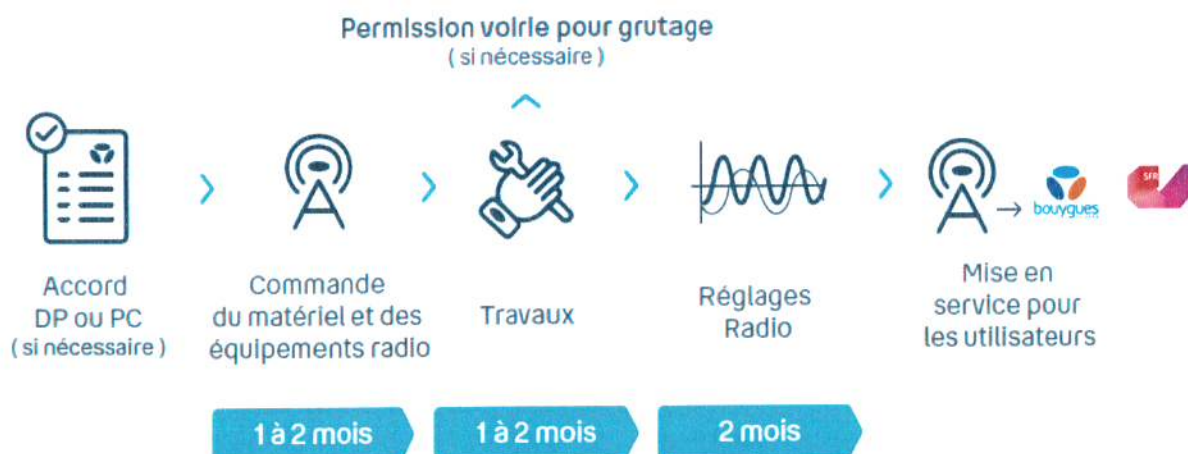 Permission voirie pour grutage
( si nécessaire )
Accord
DP ou PC
( si nécessaire )
Commande
du matériel et des
équipements radio
Travaux
Réglages
Radio
bouygues
SFR
Mise en
service pour
les utilisateurs
1 à 2 mois
1 à 2 mois
2 mois